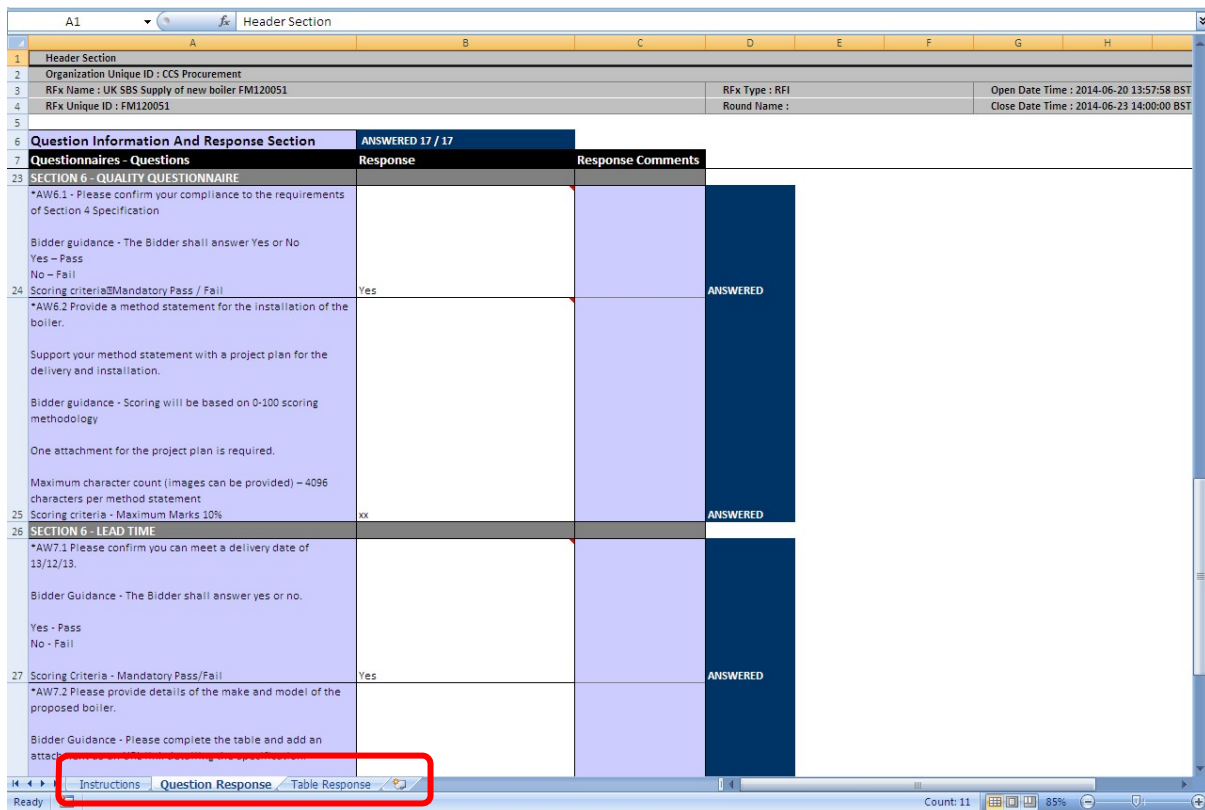 A1 fx Header Section
A B C D E F G H
1 Header Section
2 Organization Unique ID : CCS Procurement
3 RFx Name : UK SBS Supply of new boiler FM120051 RFx Type : RFI Open Date Time : 2014-06-20 13:57:58 BST
4 RFx Unique ID : FM120051 Round Name : Close Date Time : 2014-06-23 14:00:00 BST
5
6 Question Information And Response Section ANSWERED 17 / 17
7 Questionnaires - Questions Response Response Comments
23 SECTION 6 - QUALITY QUESTIONNAIRE
*AW6.1 - Please confirm your compliance to the requirements
of Section 4 Specification
Bidder guidance - The Bidder shall answer Yes or No
Yes – Pass
No – Fail
24 Scoring criteria Mandatory Pass / Fail Yes ANSWERED
*AW6.2 Provide a method statement for the installation of the
boiler.
Support your method statement with a project plan for the
delivery and installation.
Bidder guidance - Scoring will be based on 0-100 scoring
methodology
One attachment for the project plan is required.
Maximum character count (images can be provided) – 4096
characters per method statement
25 Scoring criteria - Maximum Marks 10% xx ANSWERED
26 SECTION 6 - LEAD TIME
*AW7.1 Please confirm you can meet a delivery date of
13/12/13.
Bidder Guidance - The Bidder shall answer yes or no.
Yes - Pass
No - Fail
27 Scoring Criteria - Mandatory Pass/Fail Yes ANSWERED
*AW7.2 Please provide details of the make and model of the
proposed boiler.
Bidder Guidance - Please complete the table and add an
Instructions Question Response Table Response
Ready Count: 11 85%